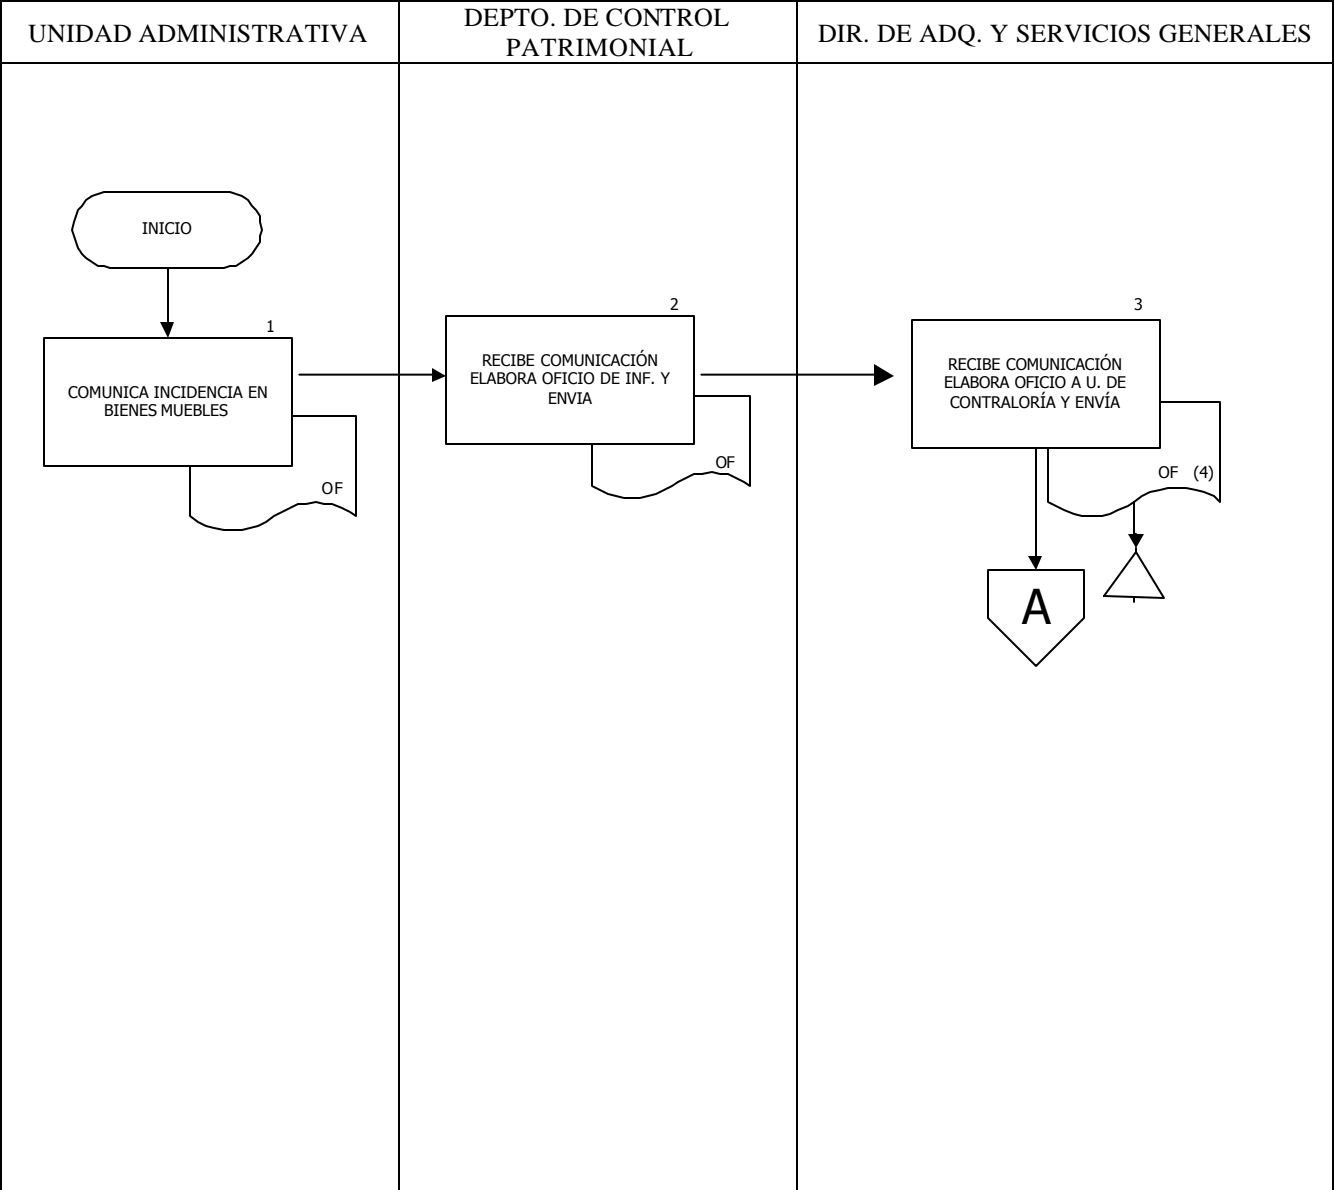 UNIDAD ADMINISTRATIVA
DEPTO. DE CONTROL
PATRIMONIAL
DIR. DE ADQ. Y SERVICIOS GENERALES
INICIO
1
COMUNICA INCIDENCIA EN
BIENES MUEBLES
OF
2
RECIBE COMUNICACIÓN
ELABORA OFICIO DE INF. Y
ENVIA
OF
3
RECIBE COMUNICACIÓN
ELABORA OFICIO A U. DE
CONTRALORÍA Y ENVÍA
OF (4)
A